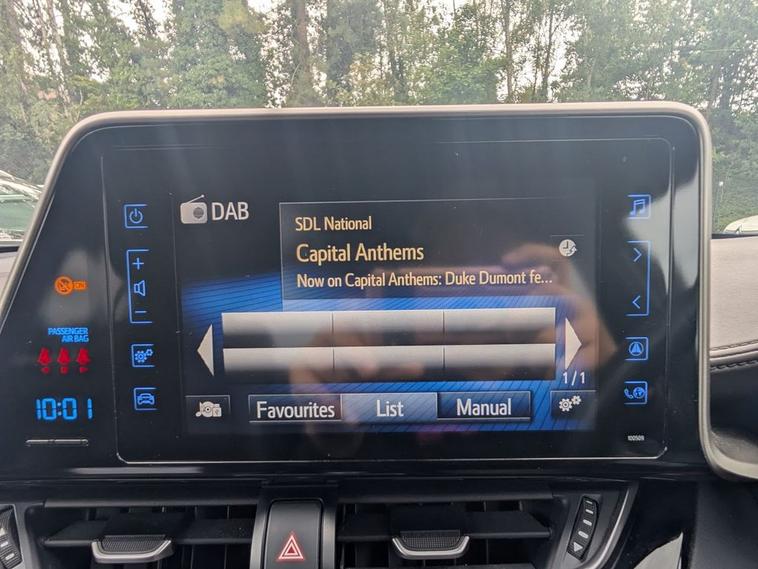 DAB
SDL National
Capital Anthems
Now on Capital Anthems: Duke Dumont fe...
ON
PASSENGER
AIR BAG
10:01
1/1
Favourites
List
Manual
100509